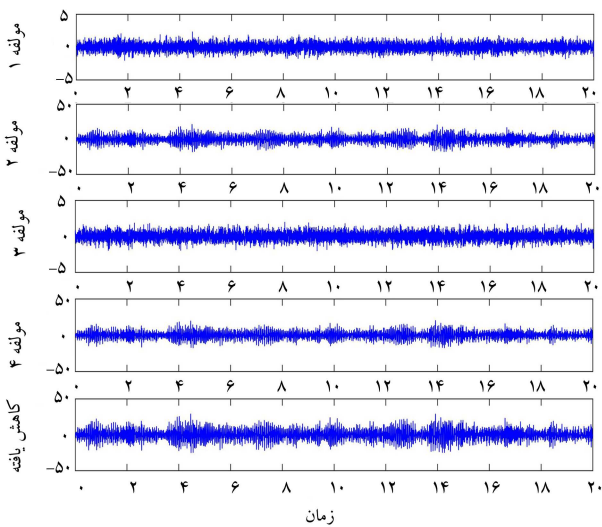 ۵
مولفه ۱
۰
−۵
۰ ۲ ۴ ۶ ۸ ۱۰ ۱۲ ۱۴ ۱۶ ۱۸ ۲۰
۵۰
مولفه ۲
۰
−۵۰
۰ ۲ ۴ ۶ ۸ ۱۰ ۱۲ ۱۴ ۱۶ ۱۸ ۲۰
۵
مولفه ۳
۰
−۵
۰ ۲ ۴ ۶ ۸ ۱۰ ۱۲ ۱۴ ۱۶ ۱۸ ۲۰
۵۰
مولفه ۴
۰
−۵۰
۰ ۲ ۴ ۶ ۸ ۱۰ ۱۲ ۱۴ ۱۶ ۱۸ ۲۰
۵۰
کاهش یافته
۰
−۵۰
۰ ۲ ۴ ۶ ۸ ۱۰ ۱۲ ۱۴ ۱۶ ۱۸ ۲۰
زمان